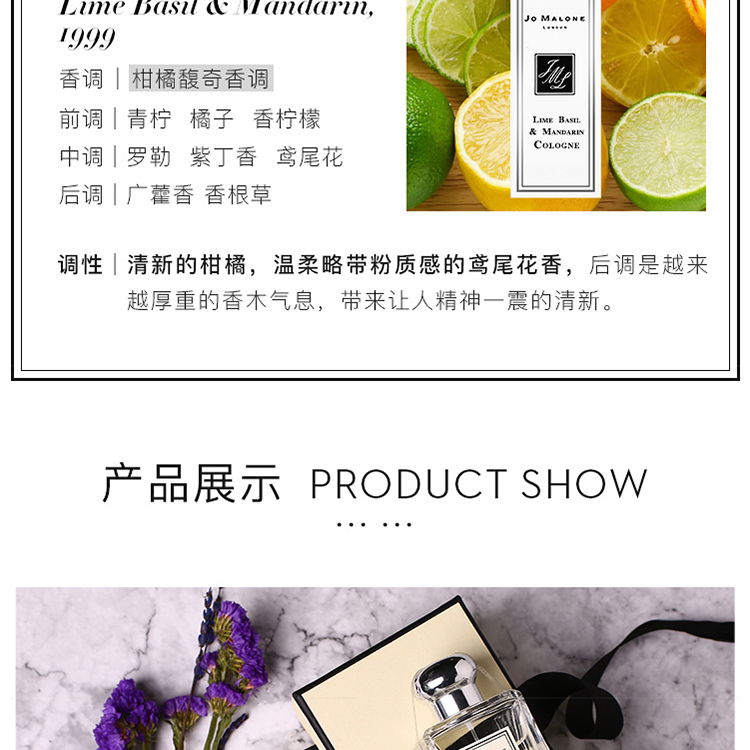 Lime Basil & Mandarin,
1999
香调 | 柑橘馥奇香调
前调 | 青柠 橘子 香柠檬
中调 | 罗勒 紫丁香 鸢尾花
后调 | 广藿香 香根草
JO MALONE
LONDON
JML
LIME BASIL
& MANDARIN
COLOGNE
调性 | 清新的柑橘，温柔略带粉质感的鸢尾花香，后调是越来
越厚重的香木气息，带来让人精神一震的清新。
产品展示 PRODUCT SHOW